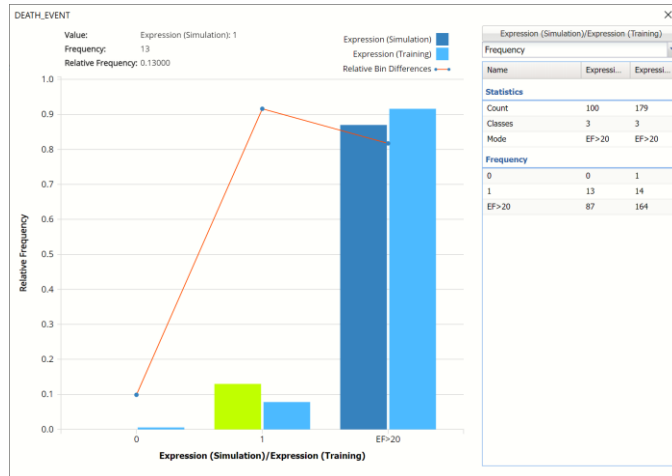 DEATH_EVENT
Value: Expression (Simulation): 1
Frequency: 13
Relative Frequency: 0.13000
Expression (Simulation)
Expression (Training)
Relative Bin Differences
1.0
0.9
0.8
0.7
0.6
0.5
0.4
0.3
0.2
0.1
0.0
Relative Frequency
0 1 EF>20
Expression (Simulation)/Expression (Training)
Expression (Simulation)/Expression (Training)
Frequency
Name Expressi... Expressi...
Statistics
Count 100 179
Classes 3 3
Mode EF>20 EF>20
Frequency
0 0 1
1 13 14
EF>20 87 164